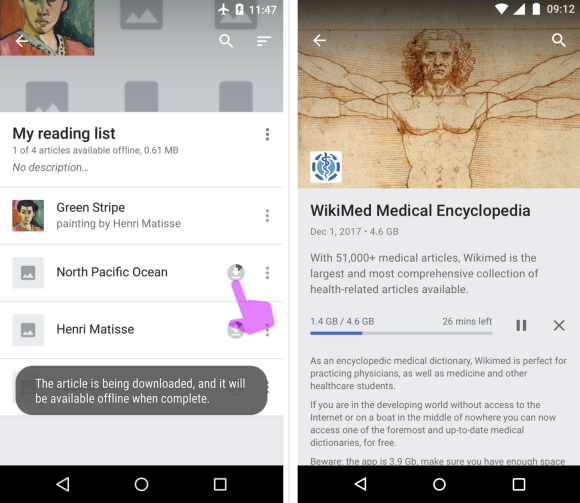 11:47
My reading list
1 of 4 articles available offline, 0.61 MB
No description...
Green Stripe
painting by Henri Matisse
North Pacific Ocean
Henri Matisse
The article is being downloaded, and it will
be available offline when complete.
09:12
WikiMed Medical Encyclopedia
Dec 1, 2017 • 4.6 GB
With 51,000+ medical articles, Wikimed is the
largest and most comprehensive collection of
health-related articles available.
1.4 GB / 4.6 GB
26 mins left
As an encyclopedic medical dictionary, Wikimed is perfect for
practicing physicians, as well as medicine and other
healthcare students.
If you are in the developing world without access to the
Internet or on a boat in the middle of nowhere you can now
access one of the foremost and up-to-date medical
dictionaries, for free.
Beware: the app is 3.9 Gb, make sure you have enough space